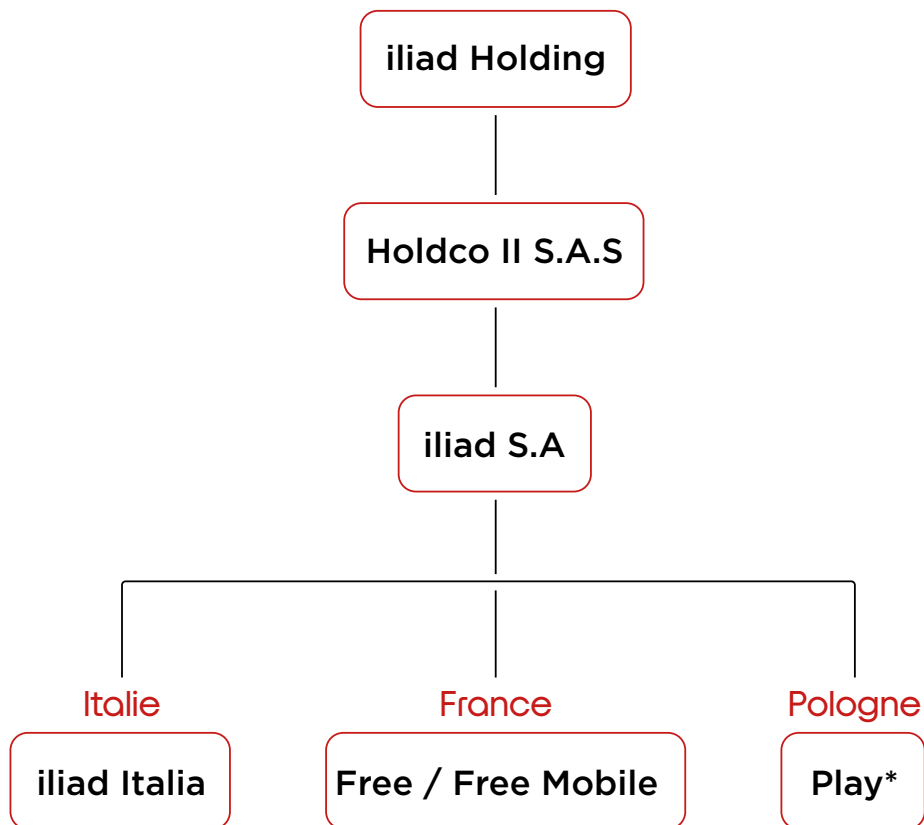 iliad Holding
Holdco II S.A.S
iliad S.A
Italie
France
Pologne
iliad Italia
Free / Free Mobile
Play*